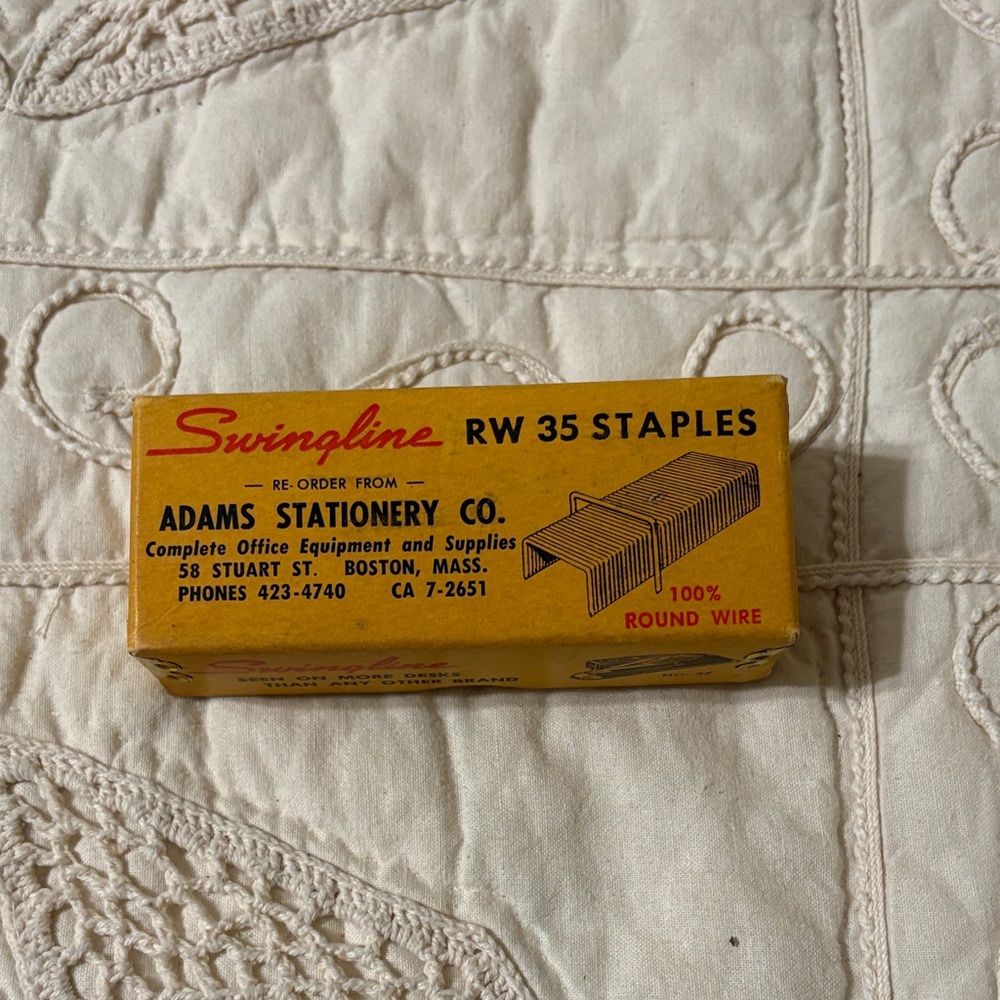 Swingline RW 35 STAPLES
— RE-ORDER FROM —
ADAMS STATIONERY CO.
Complete Office Equipment and Supplies
58 STUART ST. BOSTON, MASS.
PHONES 423-4740 CA 7-2651
100%
ROUND WIRE
Swingline
SEEN ON MORE DESKS
THAN ANY OTHER BRAND